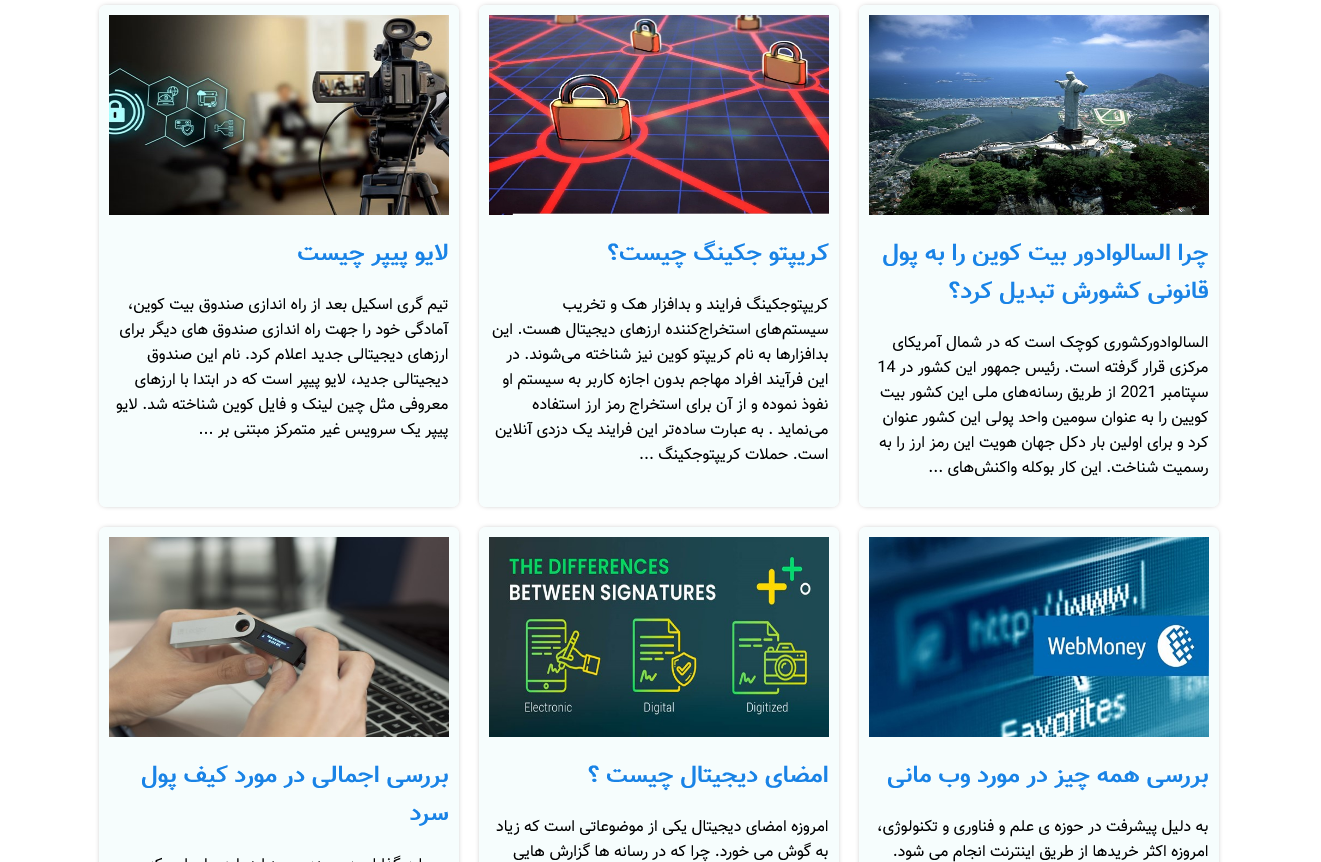 چرا السالوادور بیت کوین را به پول
قانونی کشورش تبدیل کرد؟
السالوادورکشوری کوچک است که در شمال آمریکای
مرکزی قرار گرفته است. رئیس جمهور این کشور در 14
سپتامبر 2021 از طریق رسانه‌های ملی این کشور بیت
کویین را به عنوان سومین واحد پولی این کشور عنوان
کرد و برای اولین بار دکل جهان هویت این رمز ارز را به
رسمیت شناخت. این کار بوکله واکنش‌های ...
کریپتو جکینگ چیست؟
کریپتوجکینگ فرایند و بدافزار هک و تخریب
سیستم‌های استخراج‌کننده ارزهای دیجیتال هست. این
بدافزارها به نام کریپتو کوین نیز شناخته می‌شوند. در
این فرآیند افراد مهاجم بدون اجازه کاربر به سیستم او
نفوذ نموده و از آن برای استخراج رمز ارز استفاده
می‌نماید . به عبارت ساده‌تر این فرایند یک دزدی آنلاین
است. حملات کریپتوجکینگ ...
لایو پیپر چیست
تیم گری اسکیل بعد از راه اندازی صندوق بیت کوین،
آمادگی خود را جهت راه اندازی صندوق های دیگر برای
ارزهای دیجیتالی جدید اعلام کرد. نام این صندوق
دیجیتالی جدید، لایو پیپر است که در ابتدا با ارزهای
معروفی مثل چین لینک و فایل کوین شناخته شد. لایو
پیپر یک سرویس غیر متمرکز مبتنی بر ...
http://www.
WebMoney
Favorites
بررسی همه چیز در مورد وب مانی
به دلیل پیشرفت در حوزه ی علم و فناوری و تکنولوژی،
امروزه اکثر خریدها از طریق اینترنت انجام می شود.
THE DIFFERENCES
BETWEEN SIGNATURES
Electronic
Digital
Digitized
امضای دیجیتال چیست ؟
امروزه امضای دیجیتال یکی از موضوعاتی است که زیاد
به گوش می خورد. چرا که در رسانه ها گزارش هایی
بررسی اجمالی در مورد کیف پول
سرد